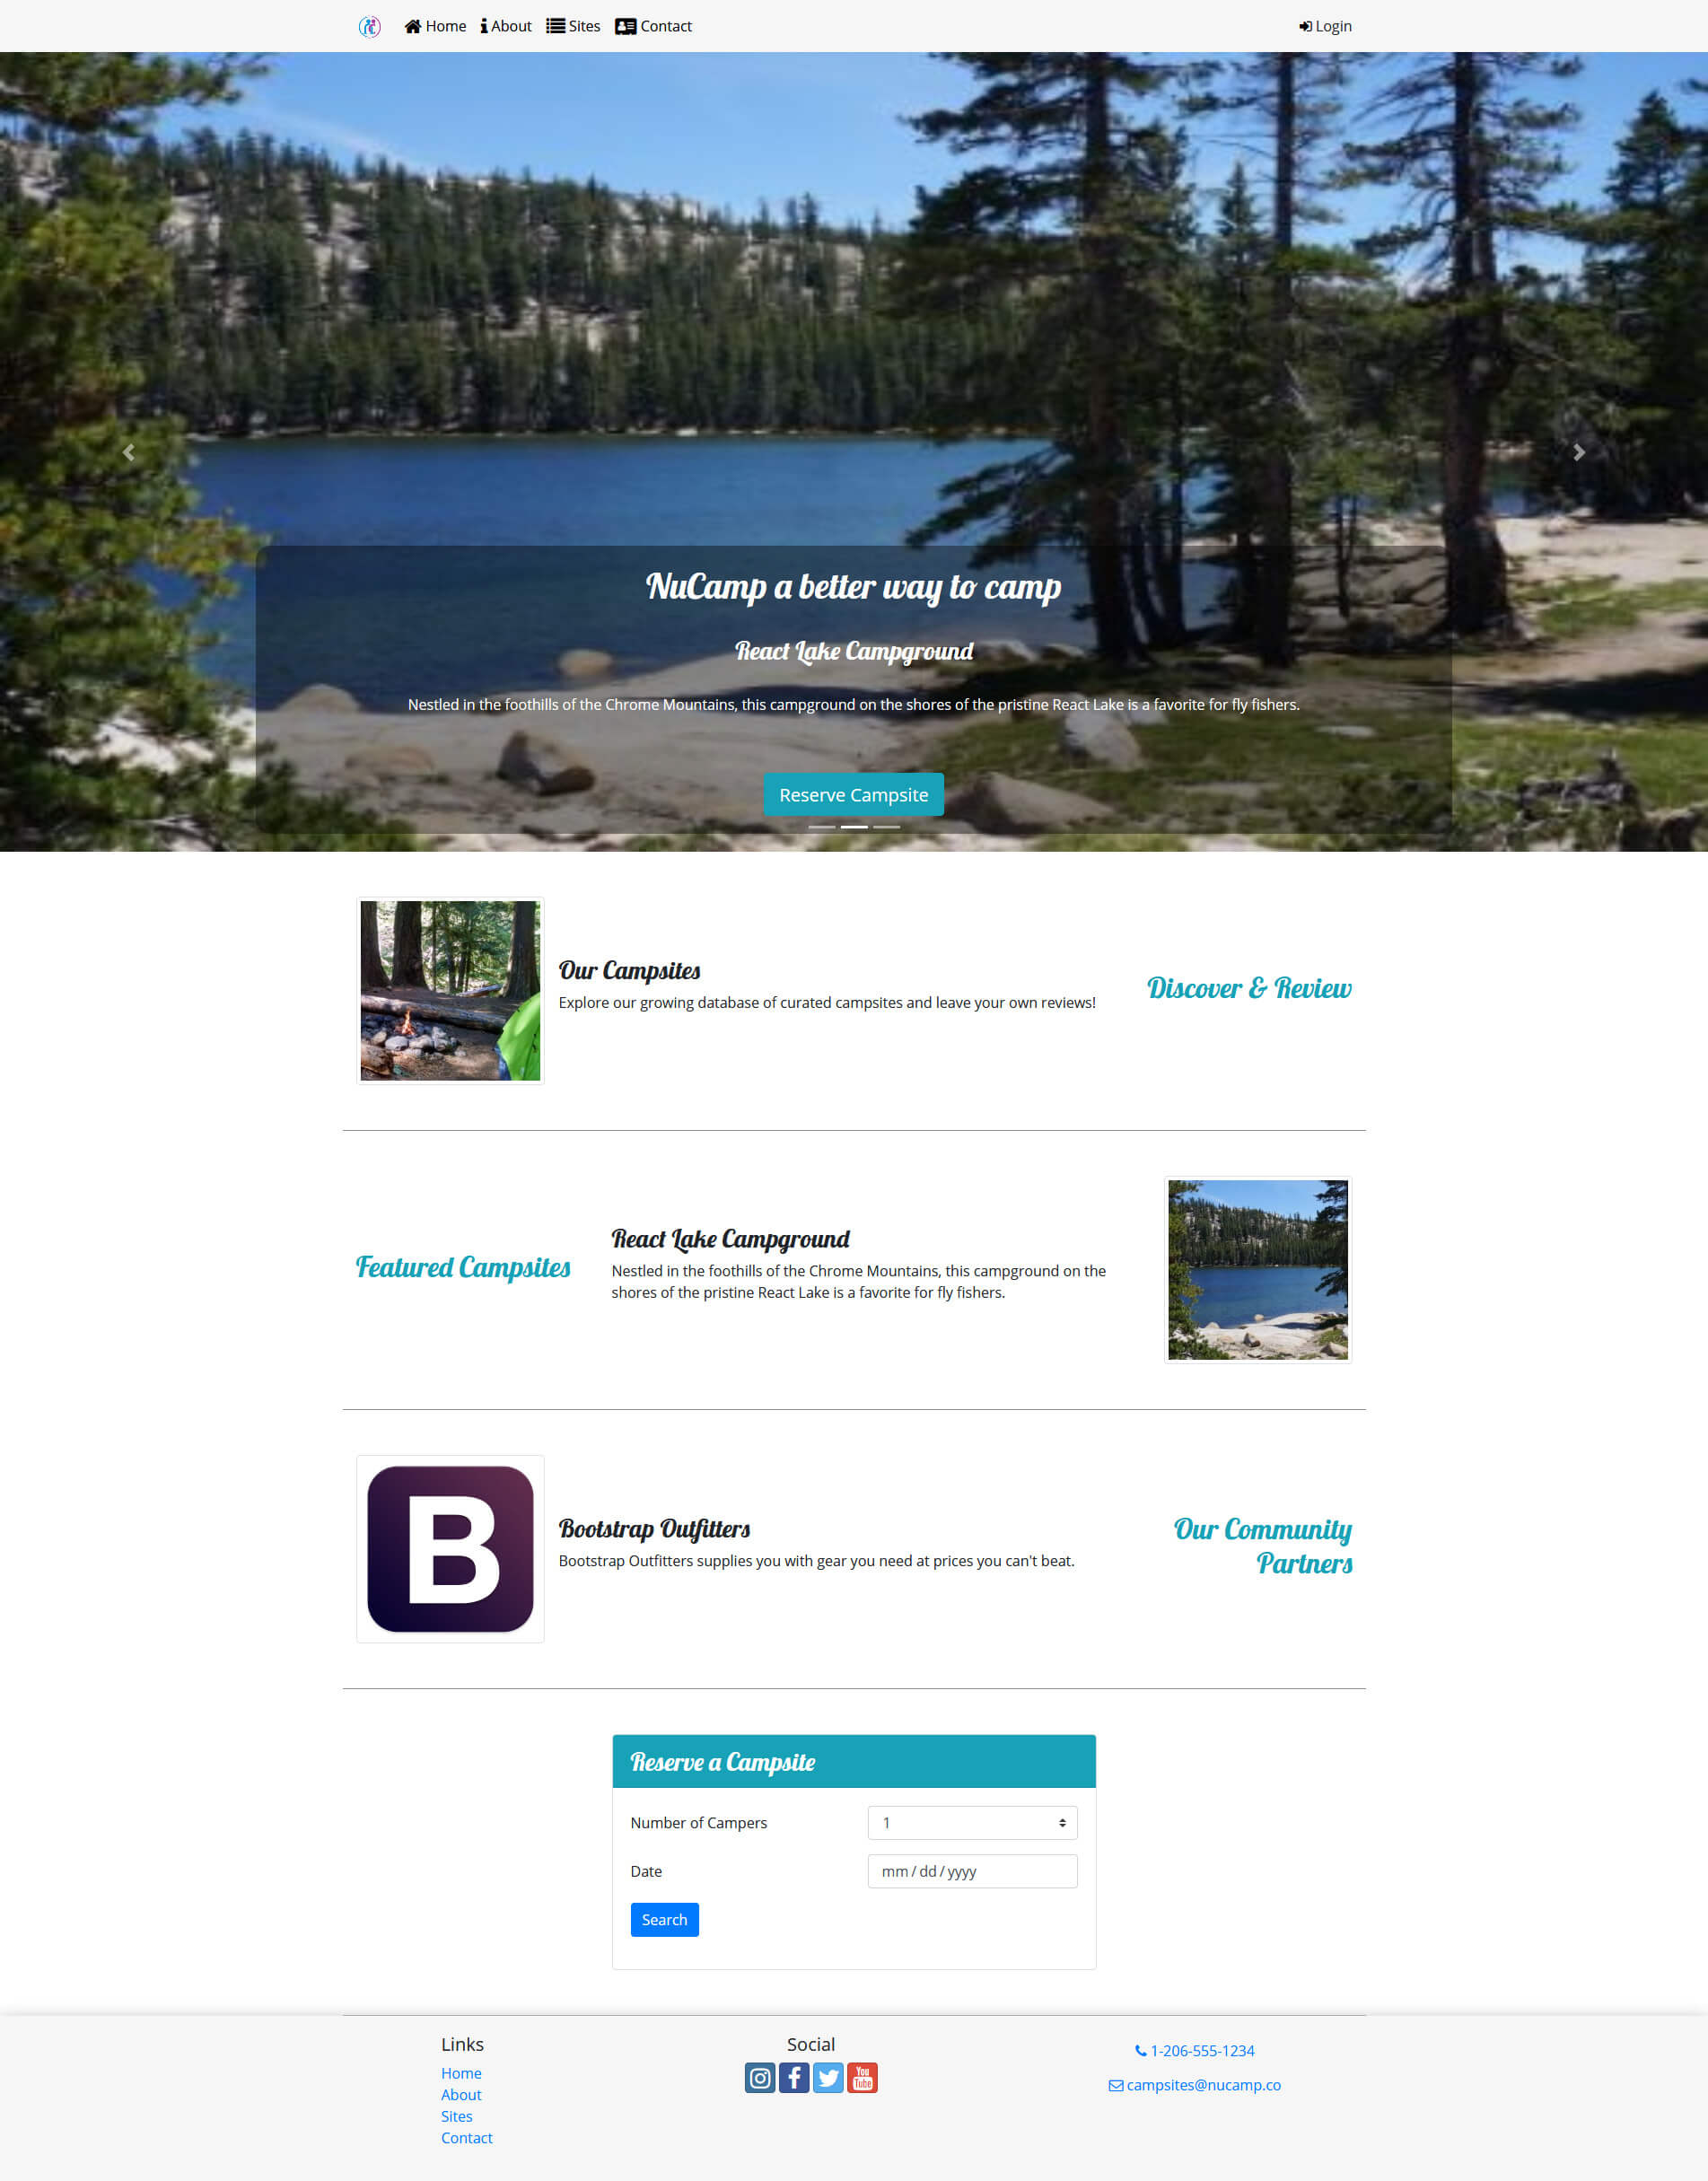 Home About Sites Contact Login
NuCamp a better way to camp
React Lake Campground
Nestled in the foothills of the Chrome Mountains, this campground on the shores of the pristine React Lake is a favorite for fly fishers.
Reserve Campsite
Our Campsites
Explore our growing database of curated campsites and leave your own reviews!
Discover & Review
Featured Campsites
React Lake Campground
Nestled in the foothills of the Chrome Mountains, this campground on the
shores of the pristine React Lake is a favorite for fly fishers.
B
Bootstrap Outfitters
Bootstrap Outfitters supplies you with gear you need at prices you can't beat.
Our Community
Partners
Reserve a Campsite
Number of Campers
1
Date
mm / dd / yyyy
Search
Links
Home
About
Sites
Contact
Social
You
Tube
1-206-555-1234
campsites@nucamp.co